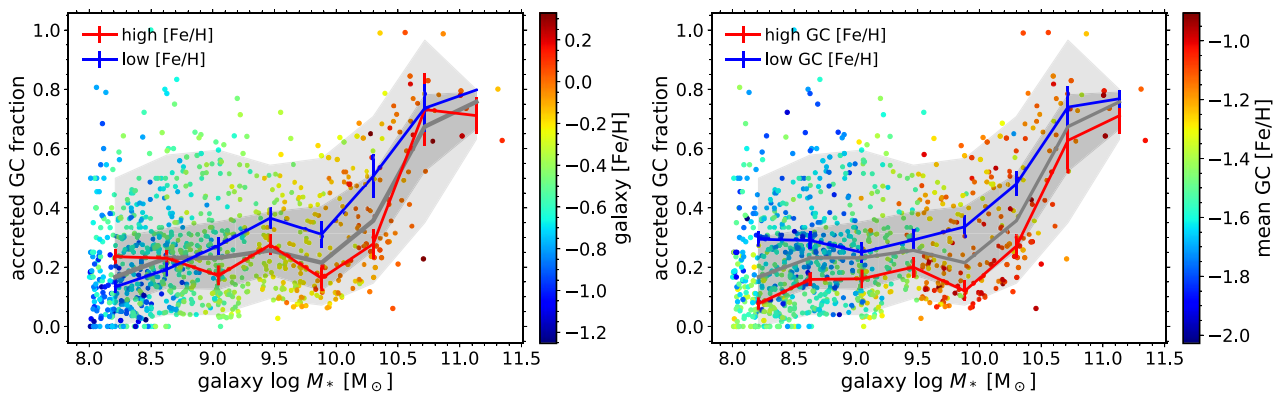 accreted GC fraction
1.0
0.8
0.6
0.4
0.2
0.0
high [Fe/H]
low [Fe/H]
8.0 8.5 9.0 9.5 10.0 10.5 11.0 11.5
galaxy log M* [M⊙]
0.2
0.0
−0.2
−0.4
−0.6
−0.8
−1.0
−1.2
galaxy [Fe/H]
accreted GC fraction
1.0
0.8
0.6
0.4
0.2
0.0
high GC [Fe/H]
low GC [Fe/H]
8.0 8.5 9.0 9.5 10.0 10.5 11.0 11.5
galaxy log M* [M⊙]
−1.0
−1.2
−1.4
−1.6
−1.8
−2.0
mean GC [Fe/H]